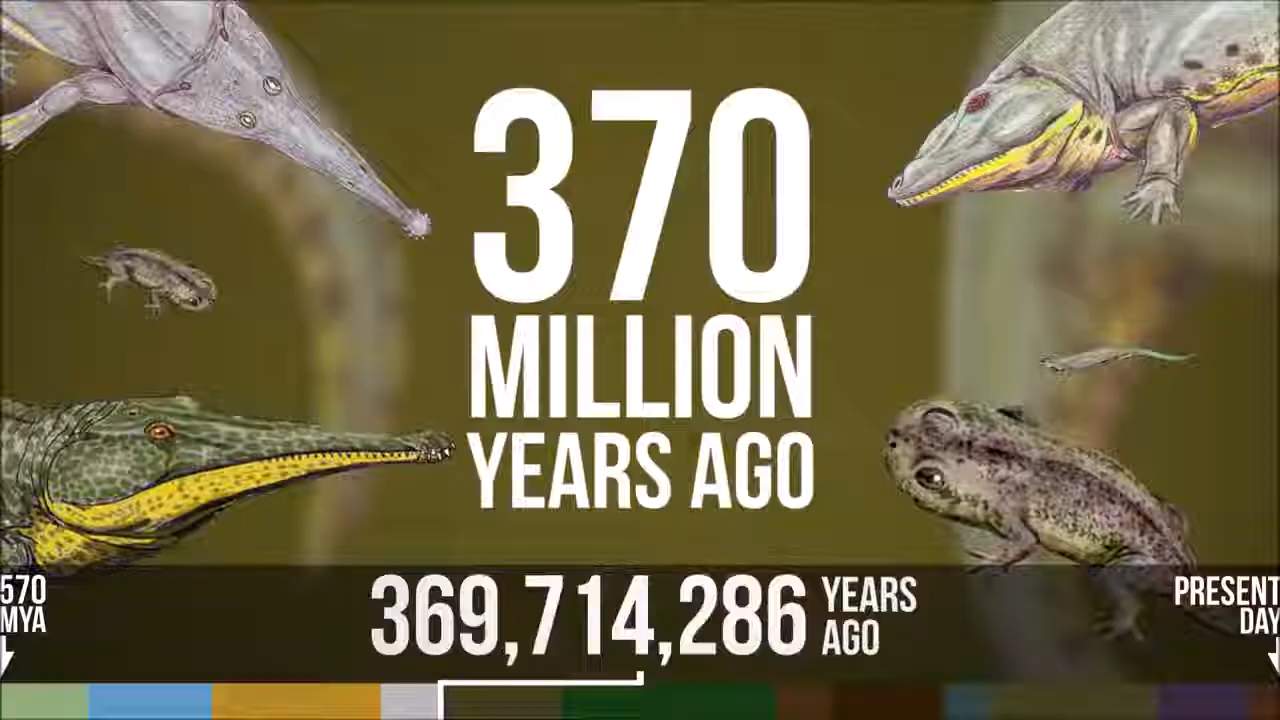 370
MILLION
YEARS AGO
570
MYA
369,714,286 YEARS
AGO
PRESENT
DAY